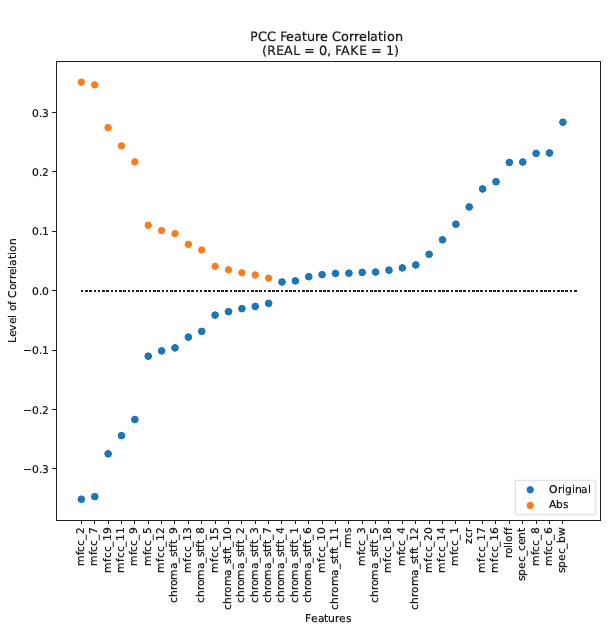 PCC Feature Correlation
(REAL = 0, FAKE = 1)
Level of Correlation
0.3
0.2
0.1
0.0
−0.1
−0.2
−0.3
Original
Abs
mfcc_2
mfcc_7
mfcc_19
mfcc_11
mfcc_9
mfcc_5
mfcc_12
chroma_stft_9
mfcc_13
chroma_stft_8
mfcc_15
chroma_stft_10
chroma_stft_2
chroma_stft_3
chroma_stft_7
chroma_stft_4
chroma_stft_1
chroma_stft_6
mfcc_10
chroma_stft_11
rms
mfcc_3
chroma_stft_5
mfcc_18
mfcc_4
chroma_stft_12
mfcc_20
mfcc_14
mfcc_1
zcr
mfcc_17
mfcc_16
rolloff
spec_cent
mfcc_8
mfcc_6
spec_bw
Features